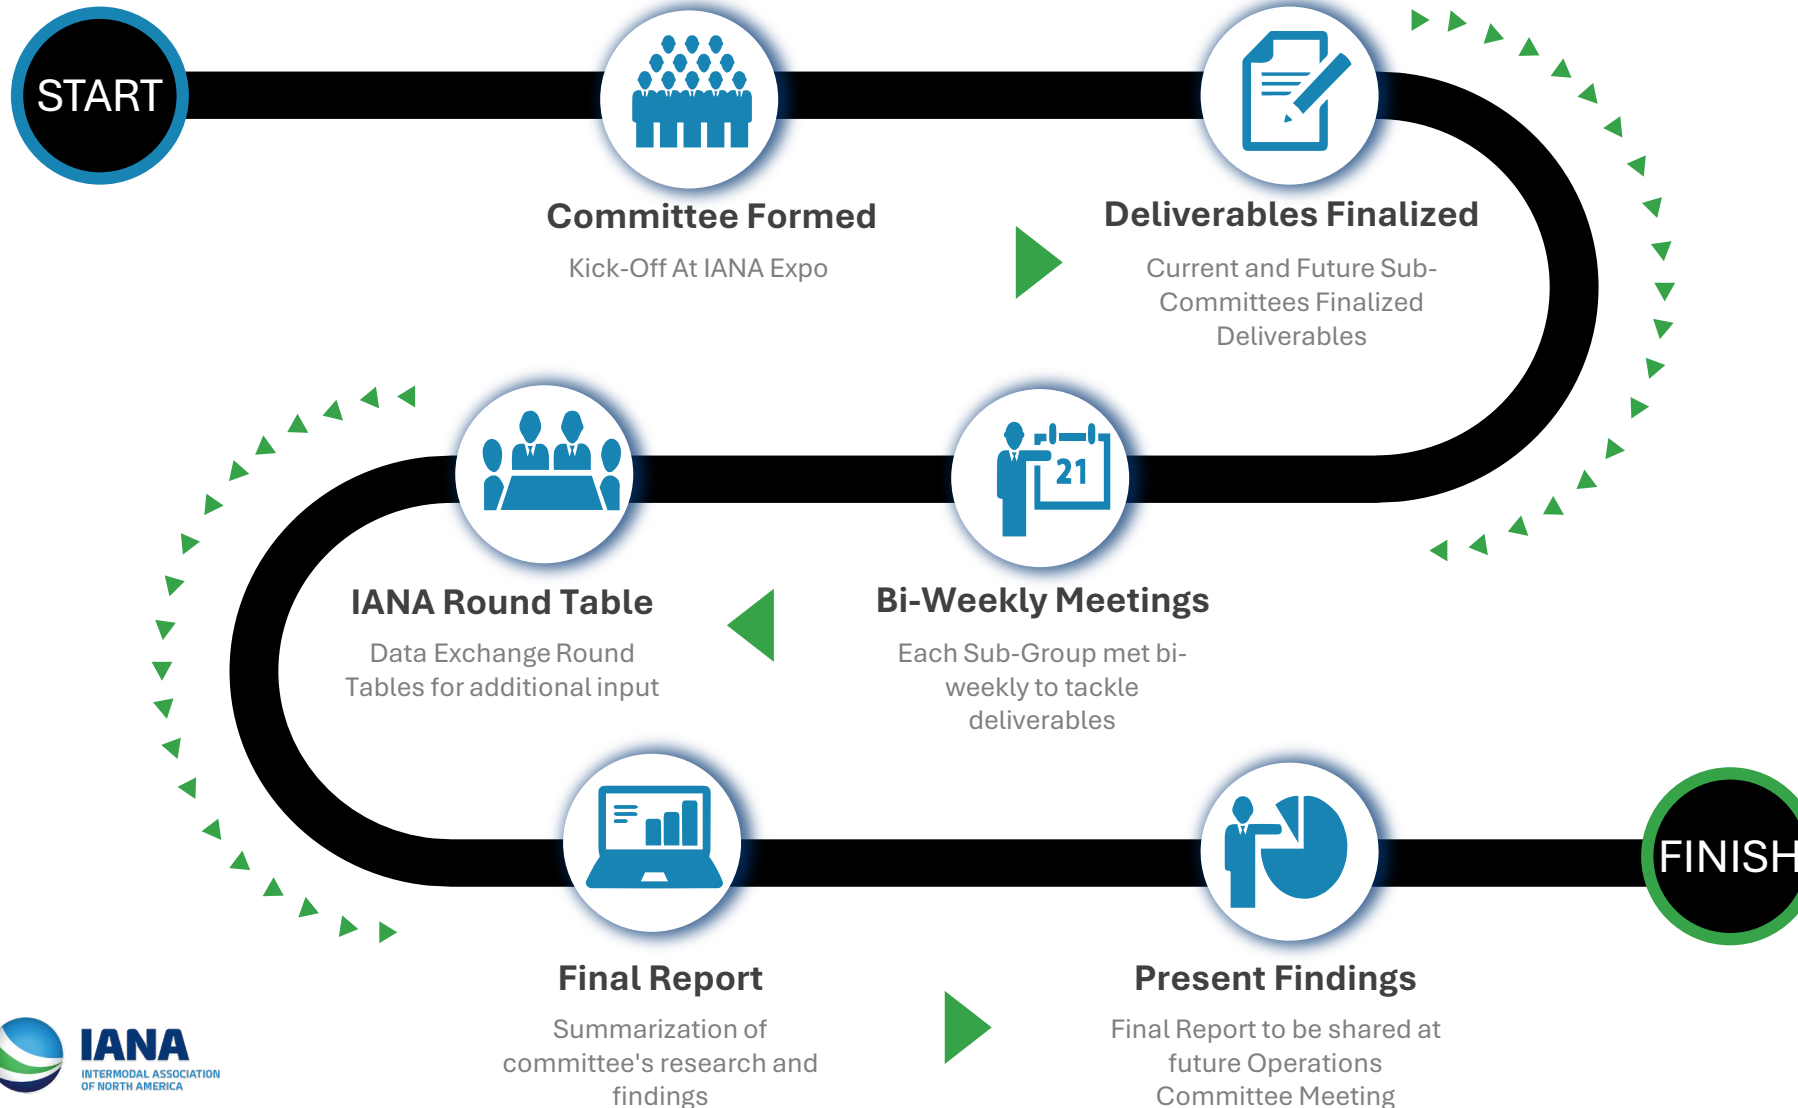 START
Committee Formed
Kick-Off At IANA Expo
Deliverables Finalized
Current and Future Sub-
Committees Finalized
Deliverables
21
IANA Round Table
Data Exchange Round
Tables for additional input
Bi-Weekly Meetings
Each Sub-Group met bi-
weekly to tackle
deliverables
FINISH
Final Report
Summarization of
committee's research and
findings
Present Findings
Final Report to be shared at
future Operations
Committee Meeting
IANA
INTERMODAL ASSOCIATION
OF NORTH AMERICA